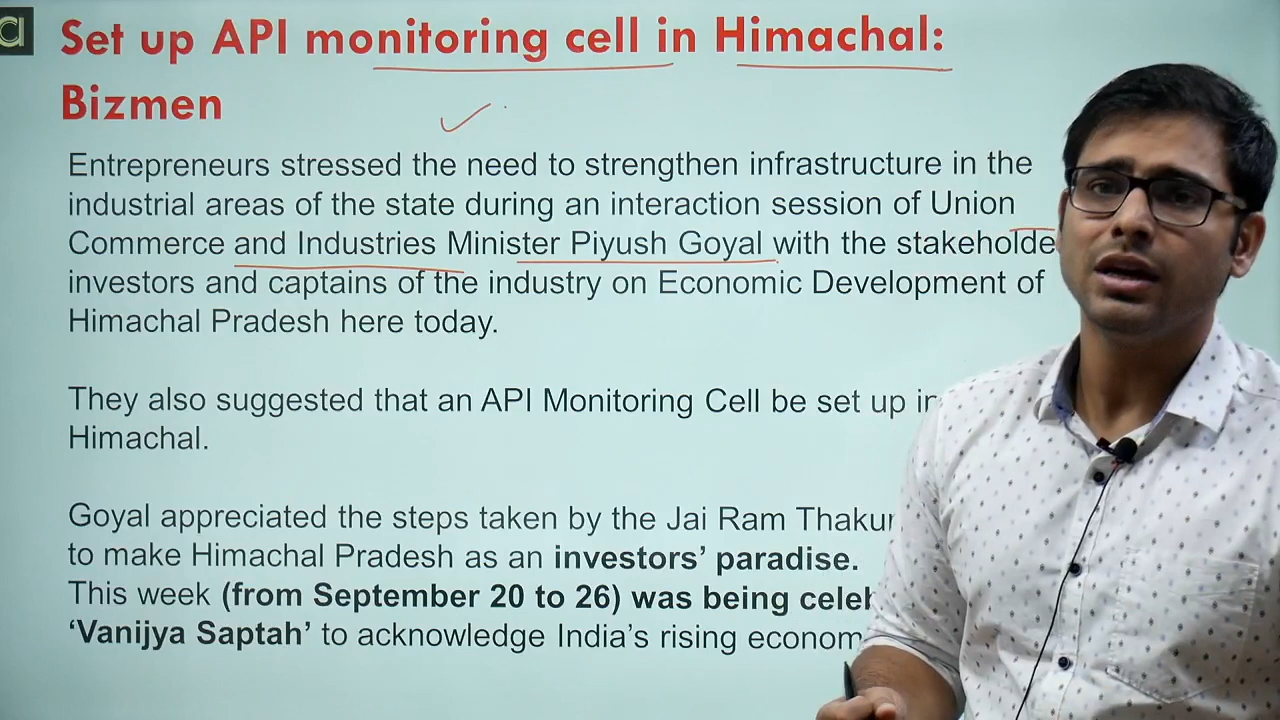 Set up API monitoring cell in Himachal:
Bizmen
Entrepreneurs stressed the need to strengthen infrastructure in the
industrial areas of the state during an interaction session of Union
Commerce and Industries Minister Piyush Goyal with the stakeholde
investors and captains of the industry on Economic Development of
Himachal Pradesh here today.
They also suggested that an API Monitoring Cell be set up in
Himachal.
Goyal appreciated the steps taken by the Jai Ram Thakur
to make Himachal Pradesh as an investors’ paradise.
This week (from September 20 to 26) was being celeb
‘Vanijya Saptah’ to acknowledge India’s rising econom